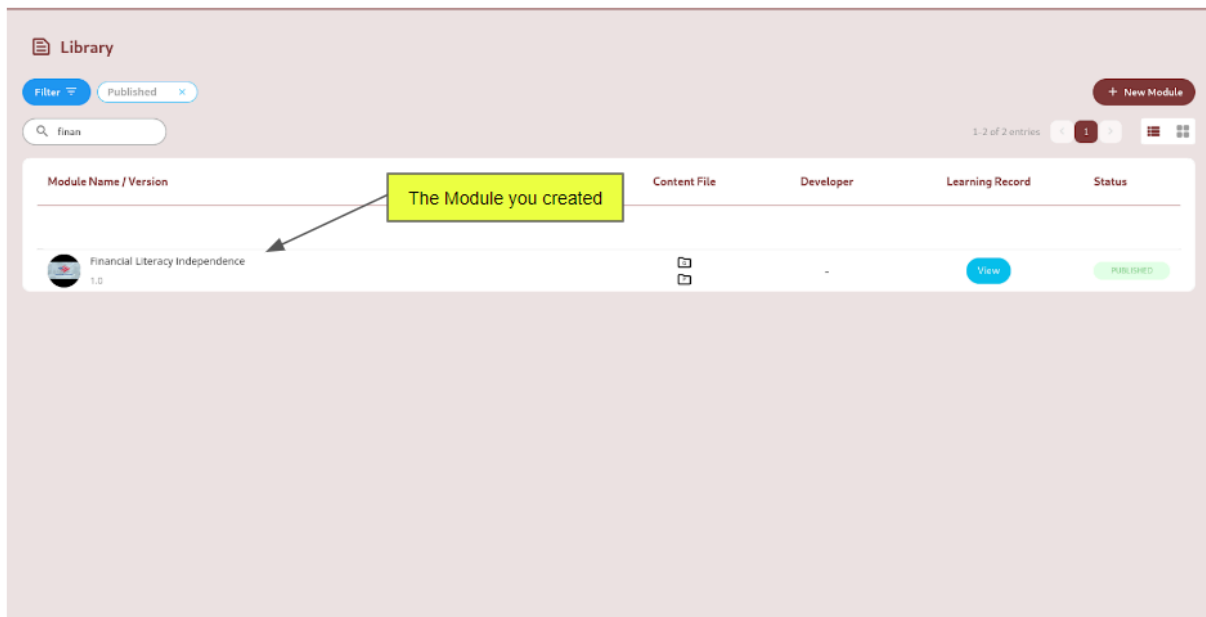 Library
Filter
Published ×
+ New Module
finan
1-2 of 2 entries < 1 >
Module Name / Version Content File Developer Learning Record Status
The Module you created
Financial Literacy Independence
1.0
-
View
PUBLISHED